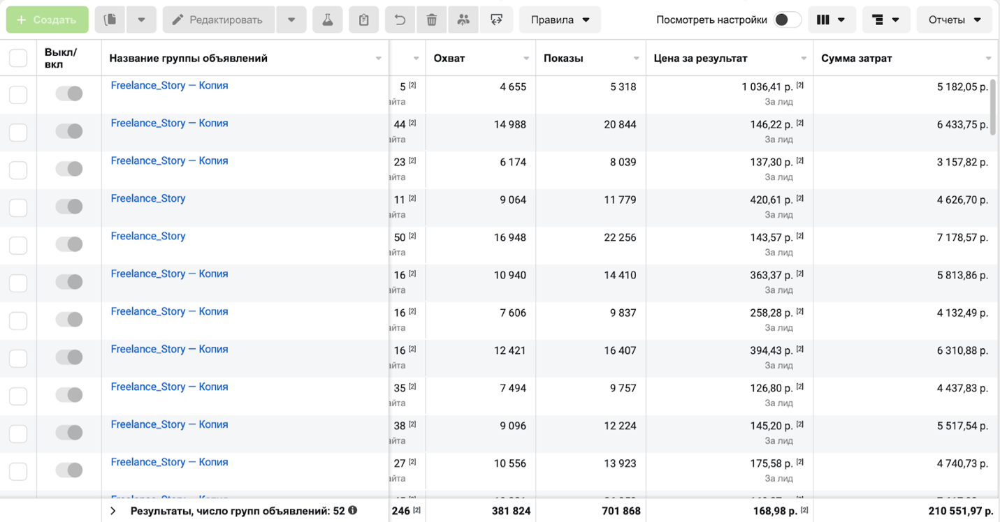 + Создать Редактировать Правила Посмотреть настройки Отчеты
Выкл/
вкл
Название группы объявлений Охват Показы Цена за результат Сумма затрат
Freelance_Story — Копия 5 [2] 4 655 5 318 1 036,41 р. [2] 5 182,05 р.
айта За лид
Freelance_Story — Копия 44 [2] 14 988 20 844 146,22 р. [2] 6 433,75 р.
айта За лид
Freelance_Story — Копия 23 [2] 6 174 8 039 137,30 р. [2] 3 157,82 р.
айта За лид
Freelance_Story 11 [2] 9 064 11 779 420,61 р. [2] 4 626,70 р.
айта За лид
Freelance_Story 50 [2] 16 948 22 256 143,57 р. [2] 7 178,57 р.
айта За лид
Freelance_Story — Копия 16 [2] 10 940 14 410 363,37 р. [2] 5 813,86 р.
айта За лид
Freelance_Story — Копия 16 [2] 7 606 9 837 258,28 р. [2] 4 132,49 р.
айта За лид
Freelance_Story — Копия 16 [2] 12 421 16 407 394,43 р. [2] 6 310,88 р.
айта За лид
Freelance_Story — Копия 35 [2] 7 494 9 757 126,80 р. [2] 4 437,83 р.
айта За лид
Freelance_Story — Копия 38 [2] 9 096 12 224 145,20 р. [2] 5 517,54 р.
айта За лид
Freelance_Story — Копия 27 [2] 10 556 13 923 175,58 р. [2] 4 740,73 р.
айта За лид
Результаты, число групп объявлений: 52 246 [2] 381 824 701 868 168,98 р. [2] 210 551,97 р.